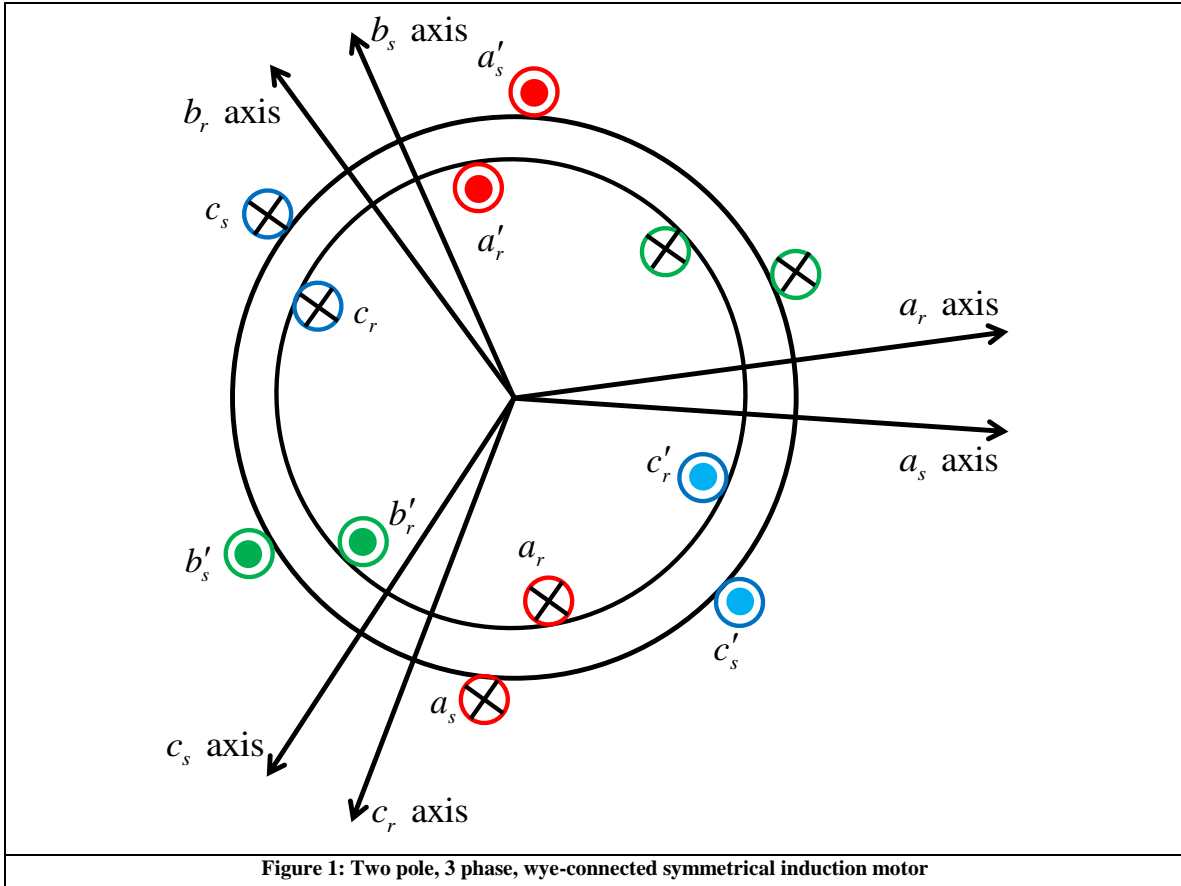 b_s axis
a'_s
b_r axis
c_s
a'_r
a_r axis
c_r
a_s axis
c'_r
b'_r
b'_s
a_r
c'_s
a_s
c_s axis
c_r axis
Figure 1: Two pole, 3 phase, wye-connected symmetrical induction motor